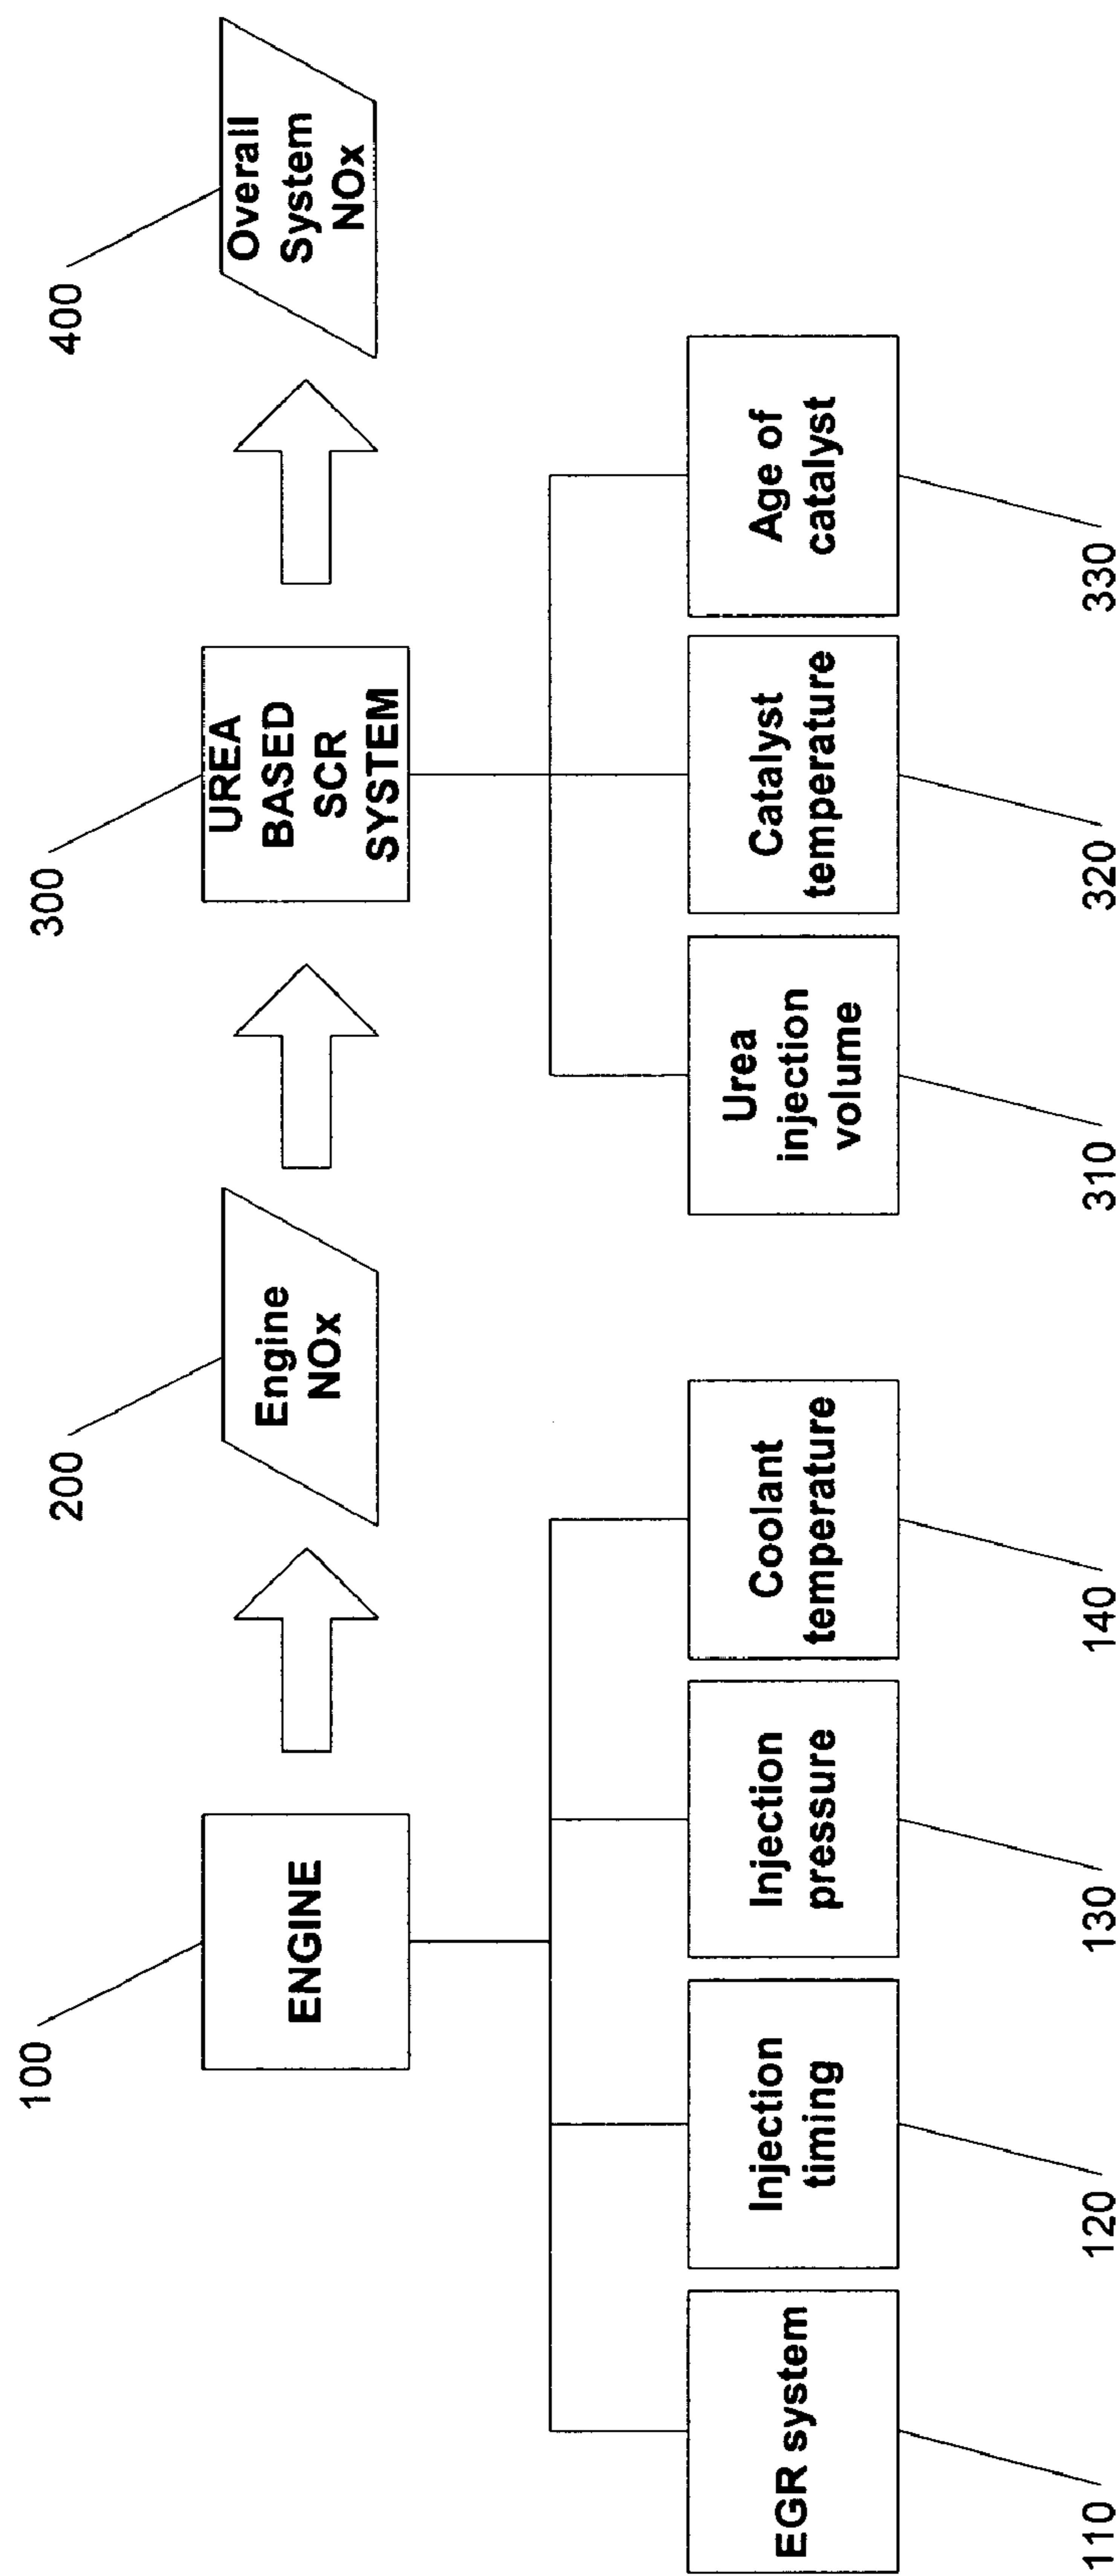 100
200
300
400
ENGINE
Engine
NOx
UREA
BASED
SCR
SYSTEM
Overall
System
NOx
EGR system
Injection
timing
Injection
pressure
Coolant
temperature
Urea
injection
volume
Catalyst
temperature
Age of
catalyst
110
120
130
140
310
320
330